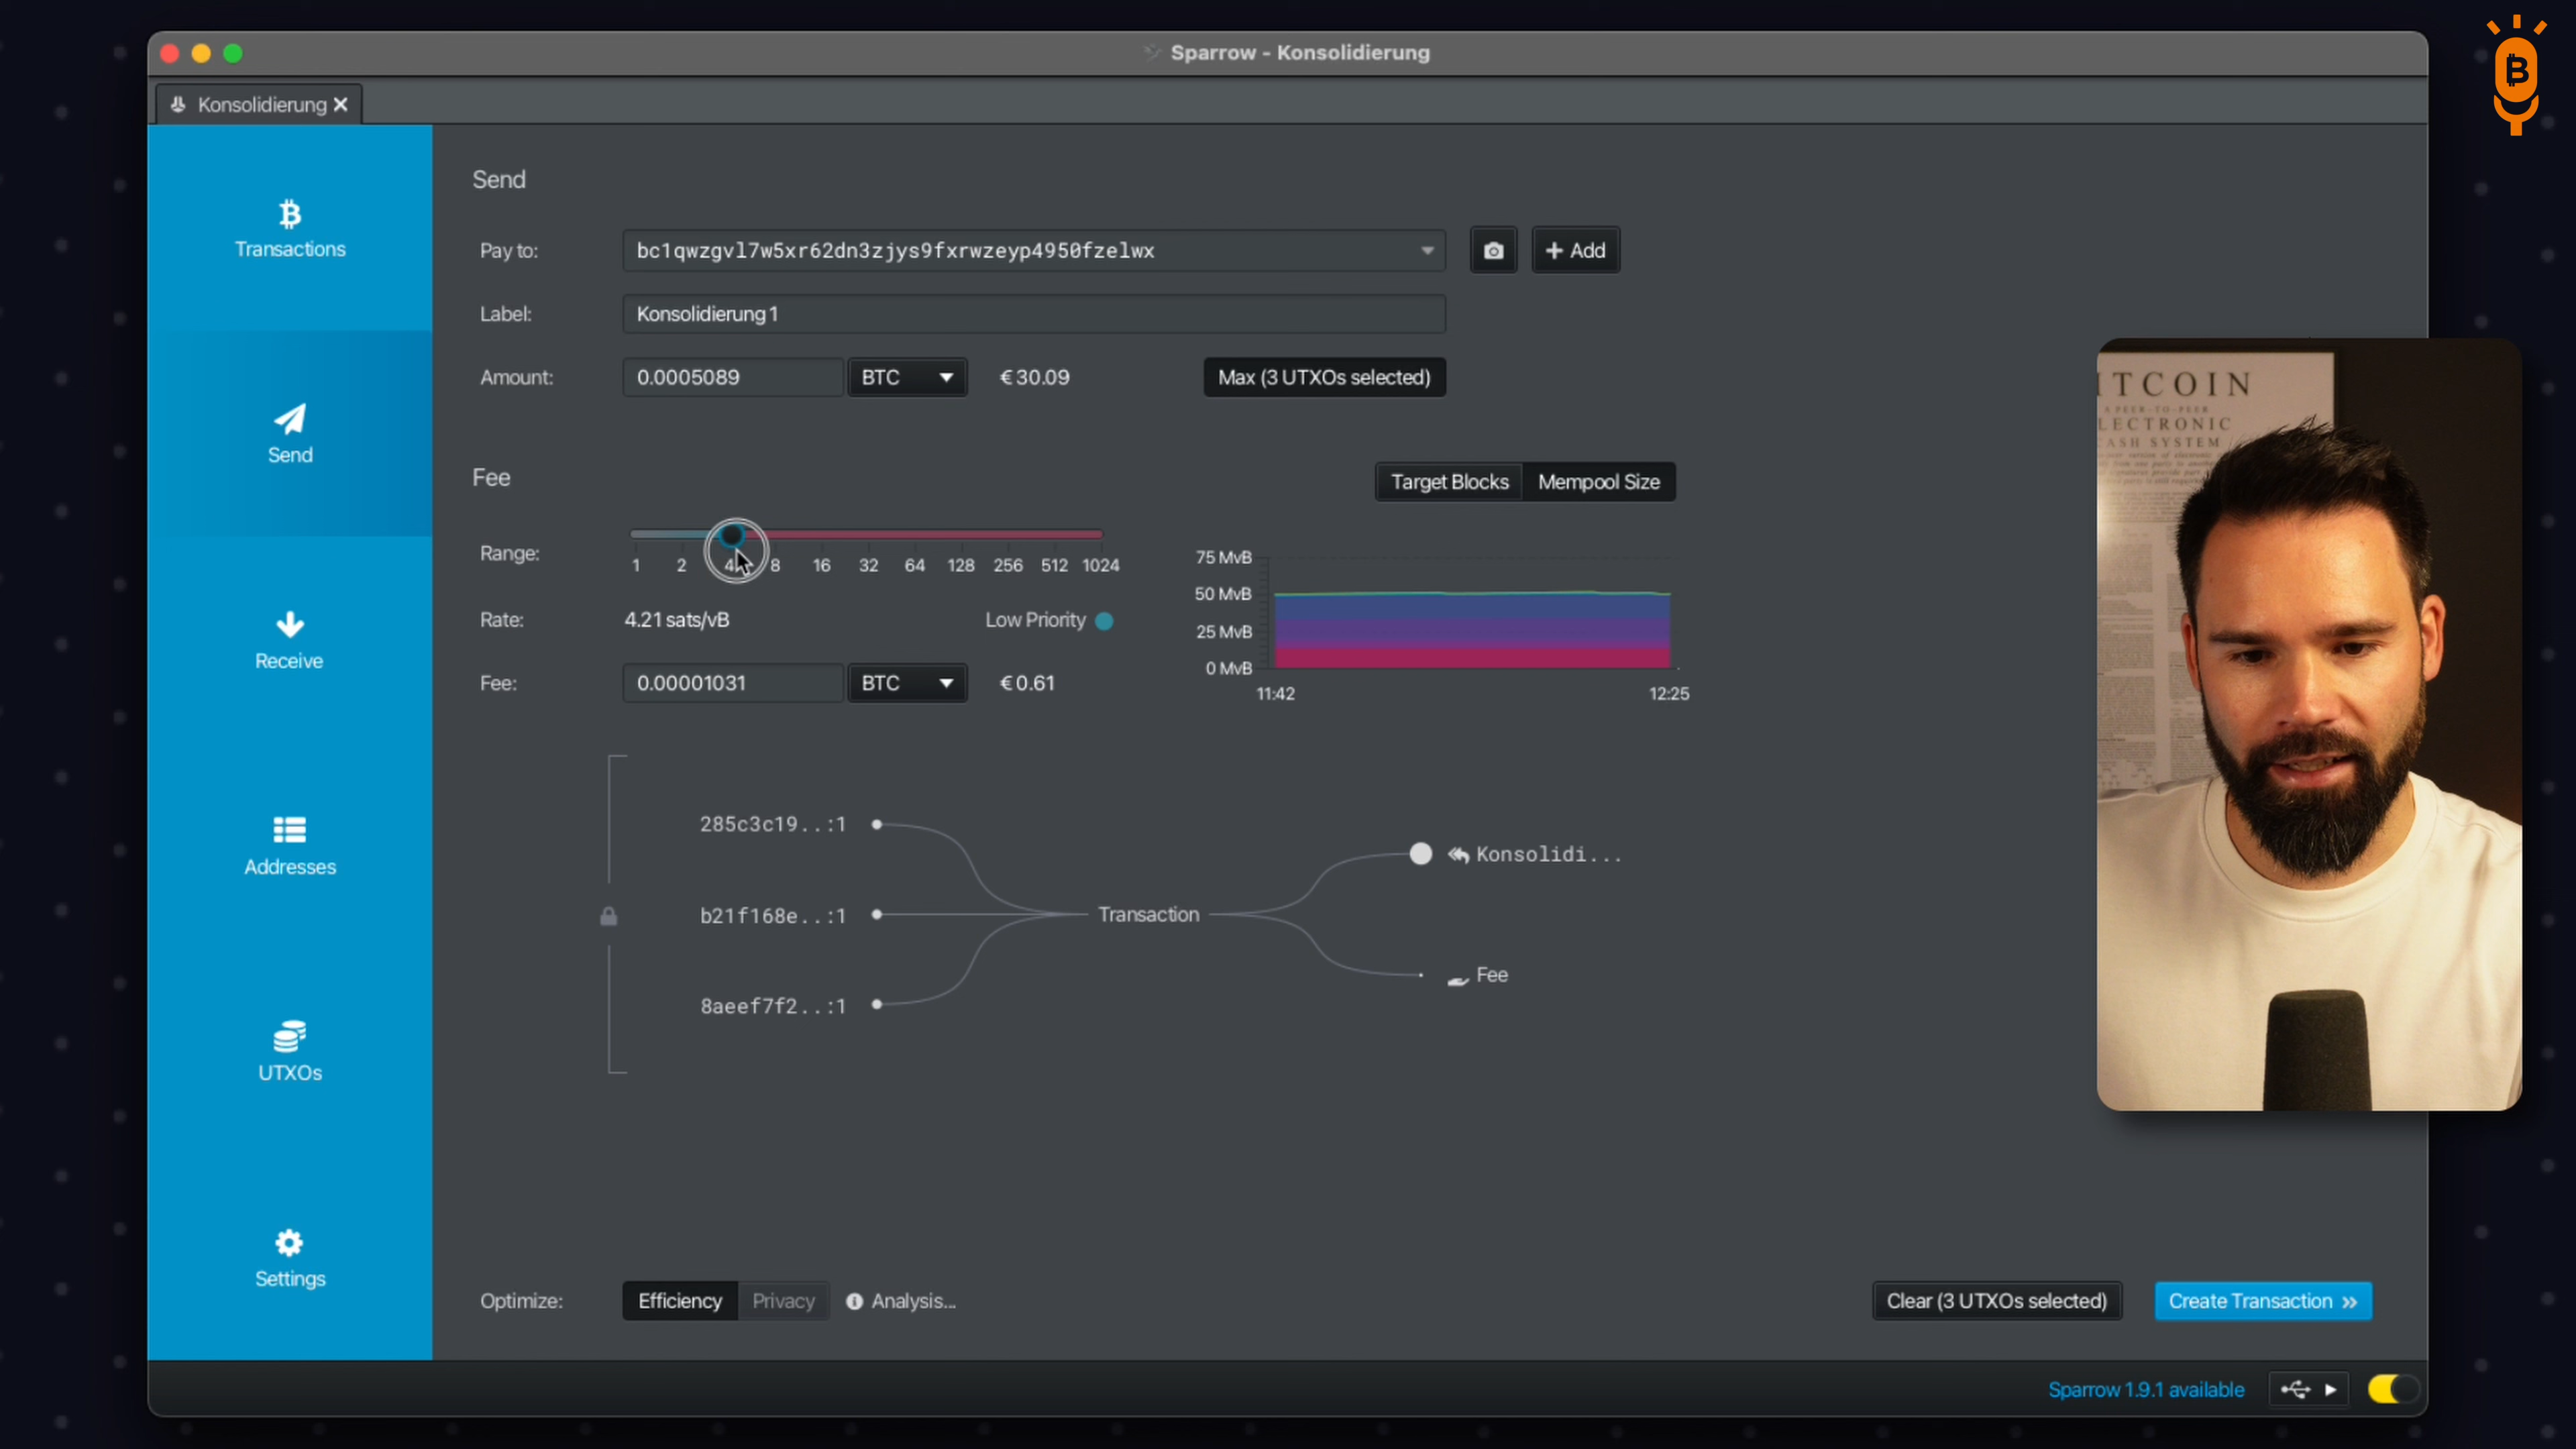 Sparrow - Konsolidierung
Konsolidierung
Transactions
Send
Receive
Addresses
UTXOs
Settings
Send
Pay to: bc1qwzgvl7w5xr62dn3zjys9fxrwzeyp4950fzelwx + Add
Label: Konsolidierung 1
Amount: 0.0005089 BTC € 30.09 Max (3 UTXOs selected)
Fee Target Blocks Mempool Size
Range:
1 2 4 8 16 32 64 128 256 512 1024
Rate: 4.21 sats/vB Low Priority
Fee: 0.00001031 BTC € 0.61
75 MvB
50 MvB
25 MvB
0 MvB
11:42 12:25
285c3c19..:1
b21f168e..:1
8aeef7f2..:1
Transaction
Konsolidi...
Fee
Optimize: Efficiency Privacy Analysis...
Clear (3 UTXOs selected) Create Transaction »
Sparrow 1.9.1 available
ITCOIN
A PEER-TO-PEER
LECTRONIC
ASH SYSTEM